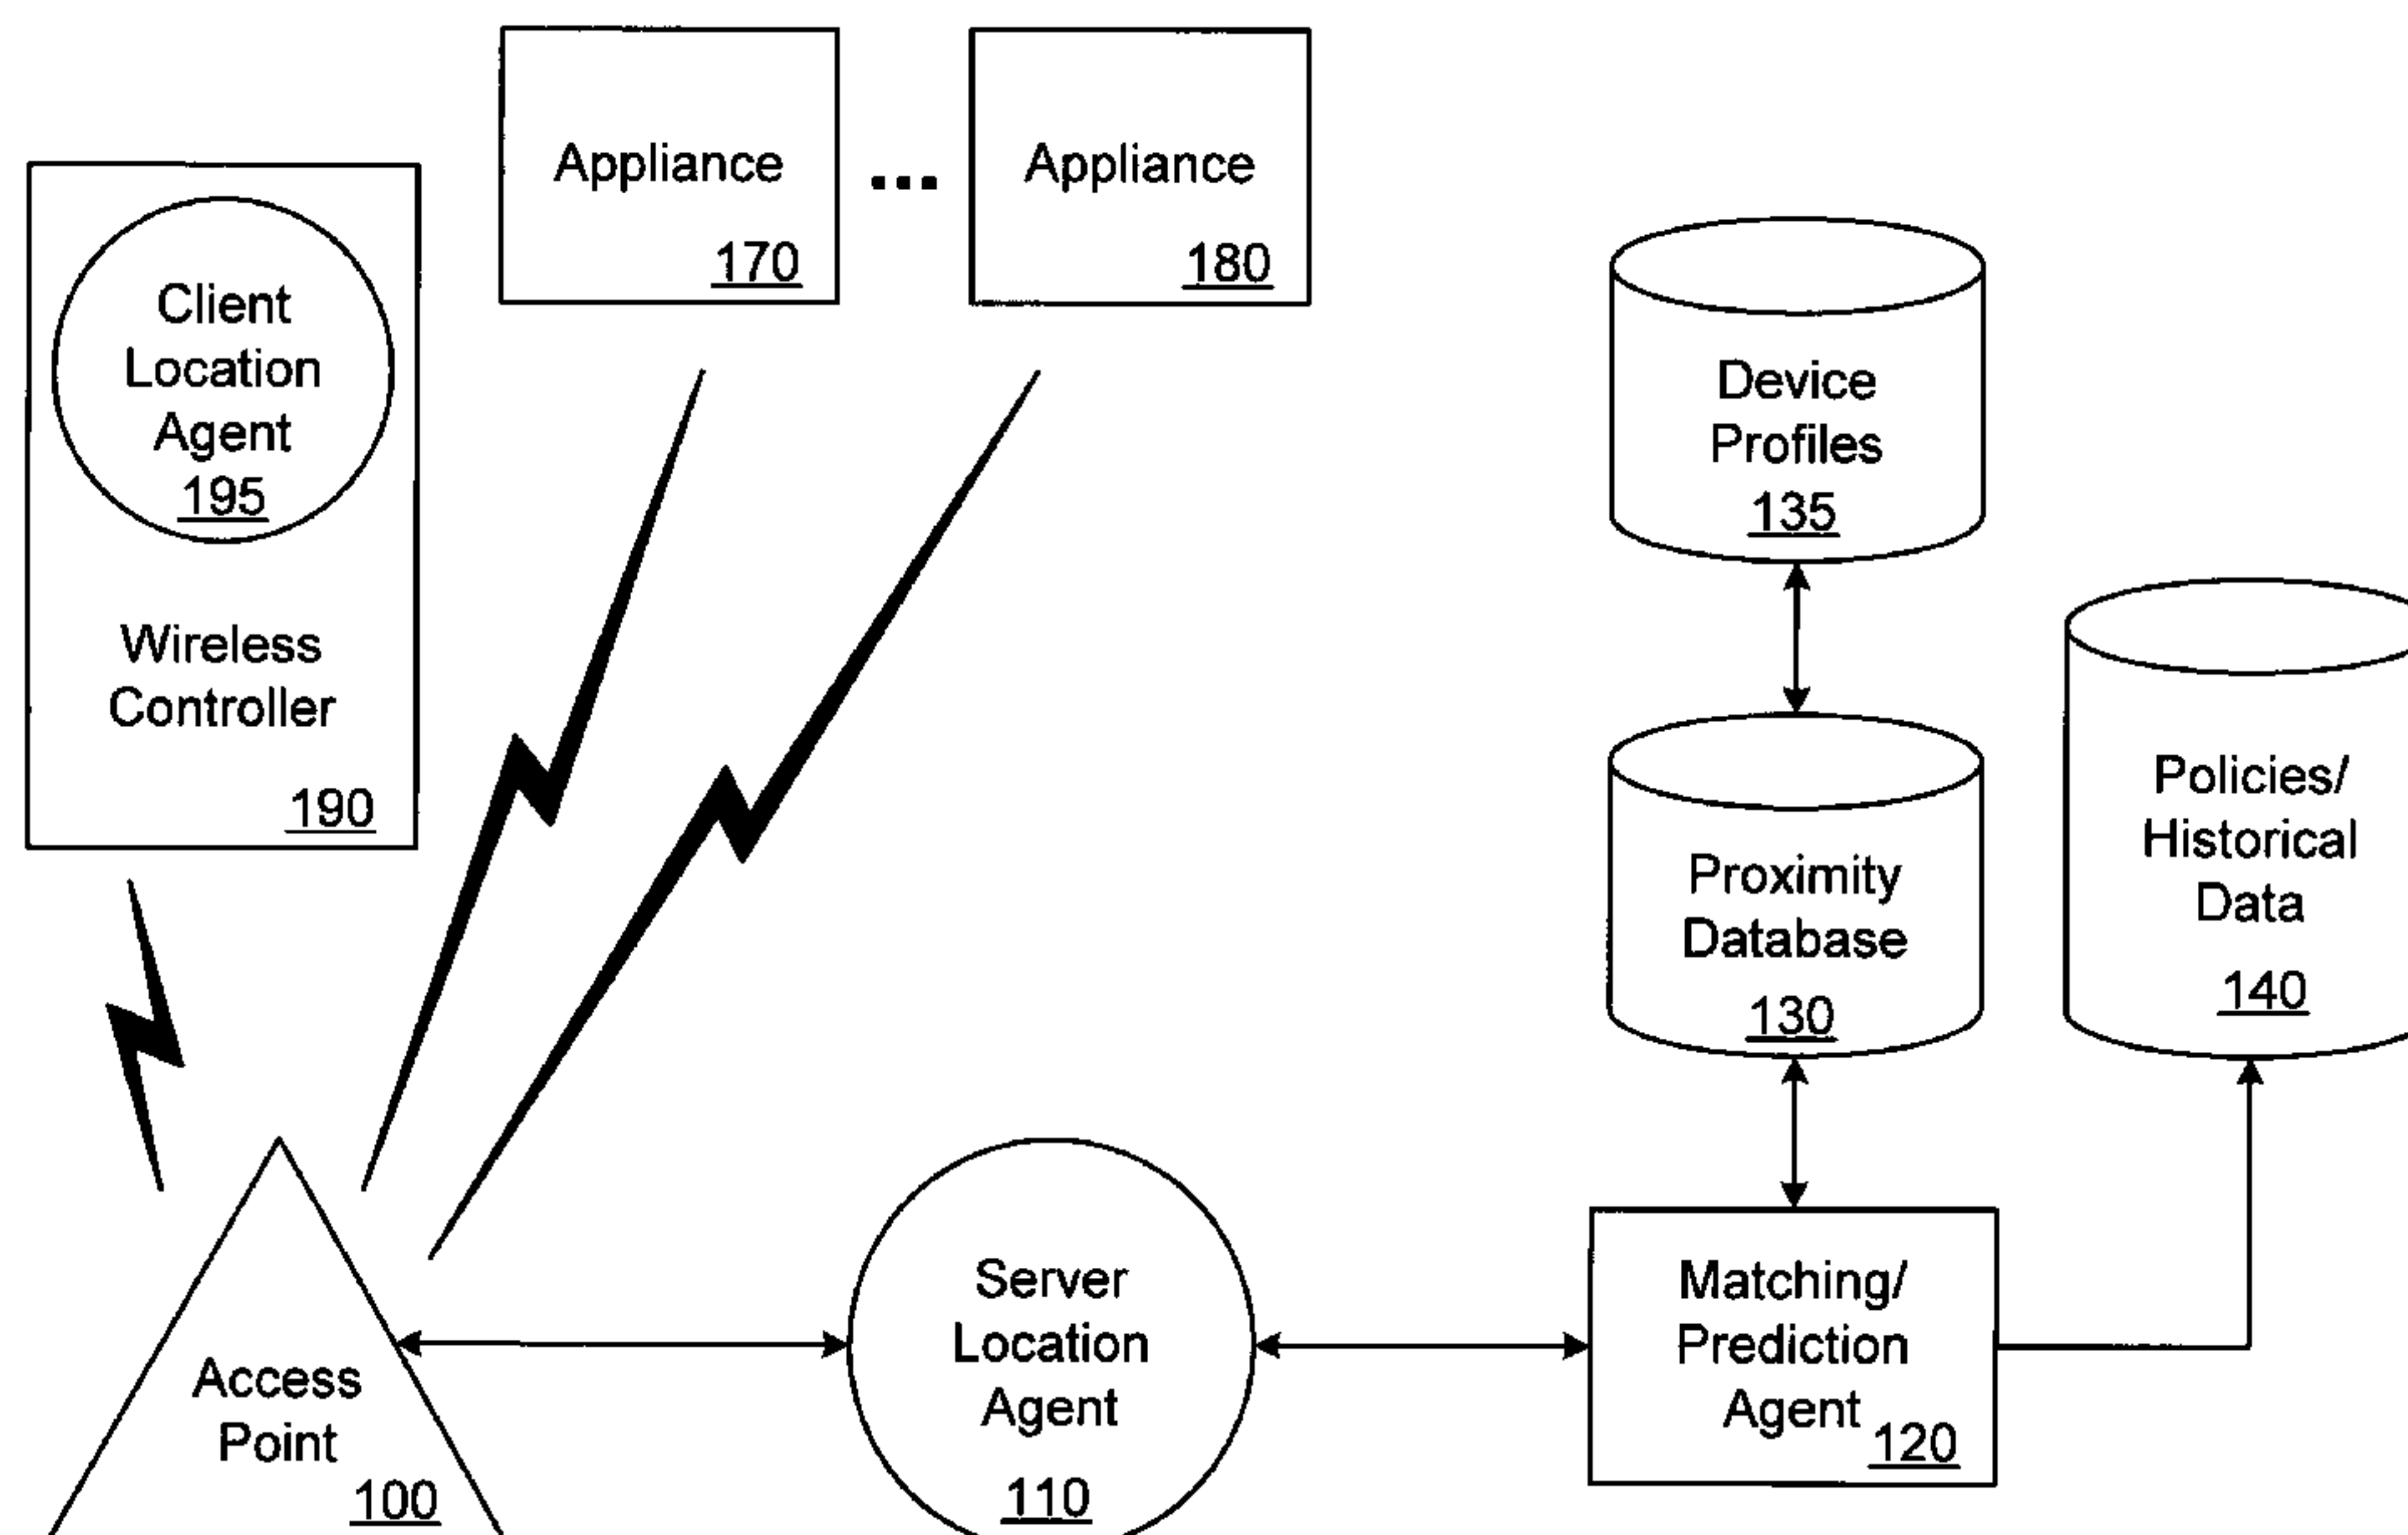 Appliance
170
...
Appliance
180
Client
Location
Agent
195
Wireless
Controller
190
Device
Profiles
135
Proximity
Database
130
Policies/
Historical
Data
140
Access
Point
100
Server
Location
Agent
110
Matching/
Prediction
Agent
120